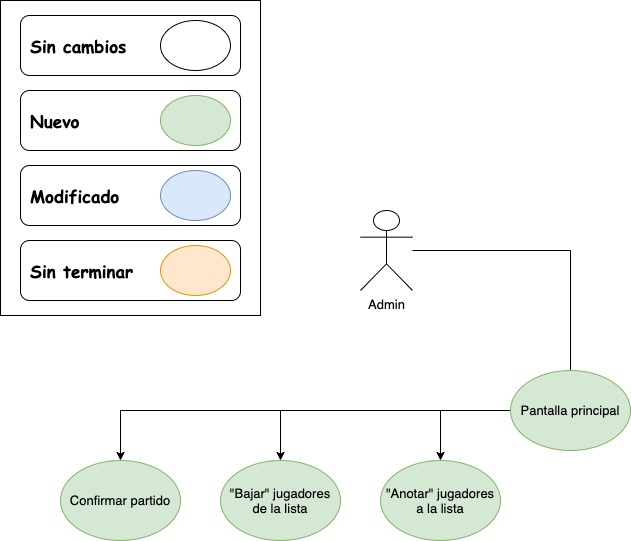 Sin cambios
Nuevo
Modificado
Sin terminar
Admin
Pantalla principal
Confirmar partido
"Bajar" jugadores
de la lista
"Anotar" jugadores
a la lista